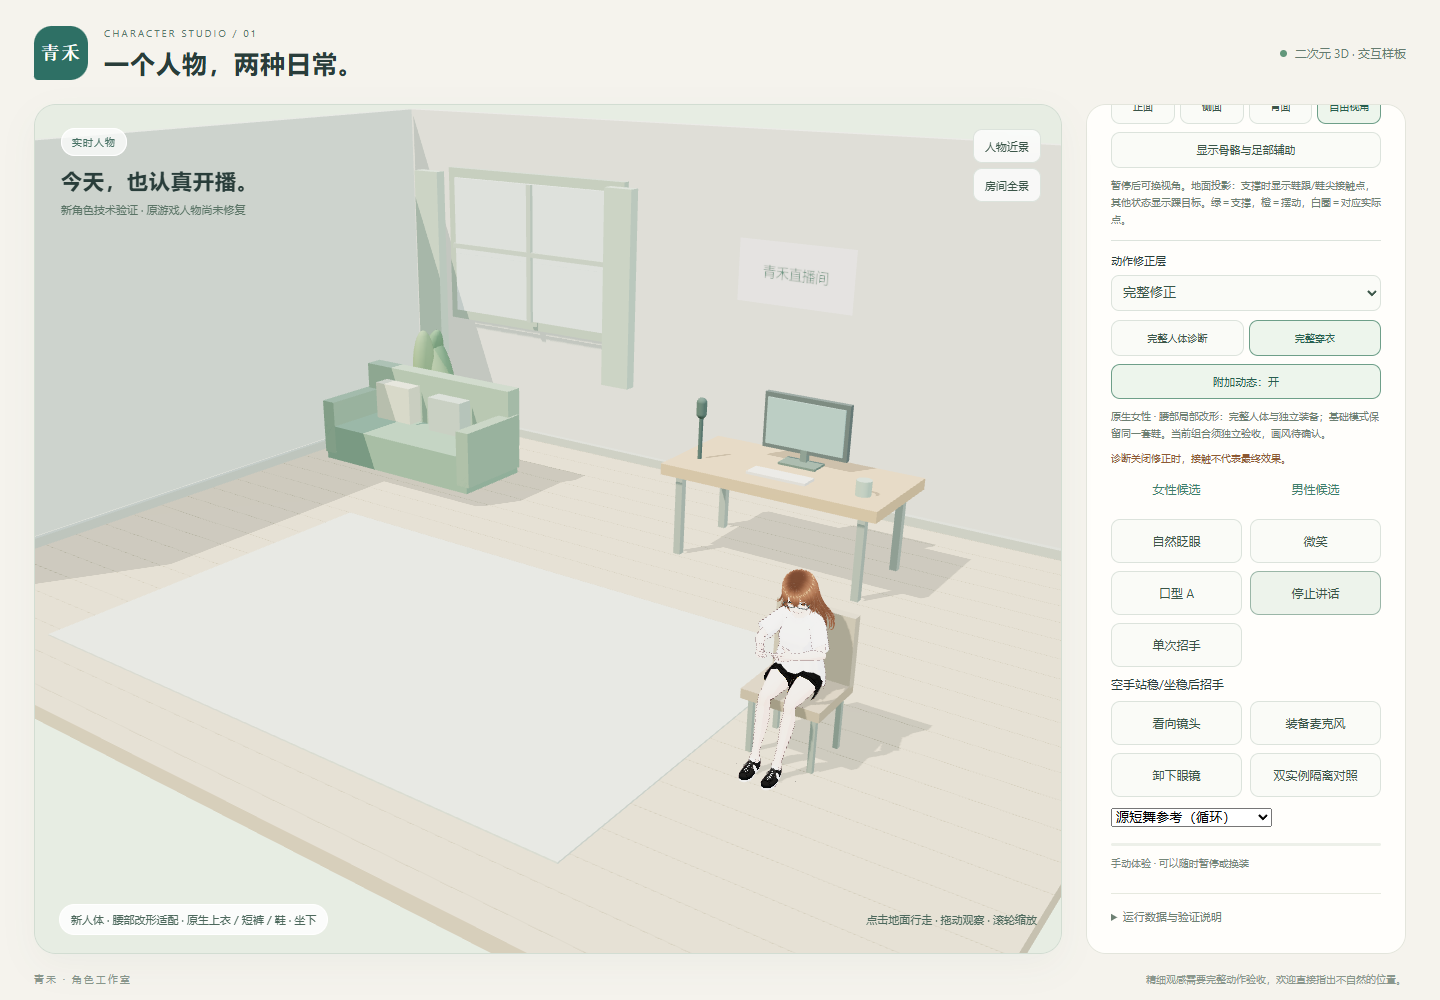 青禾
CHARACTER STUDIO / 01
一个人物，两种日常。
二次元 3D · 交互样板
实时人物
今天，也认真开播。
新角色技术验证 · 原游戏人物尚未修复
人物近景
房间全景
青禾直播间
新人体 · 腰部改形适配 · 原生上衣 / 短裤 / 鞋 · 坐下
点击地面行走 · 拖动观察 · 滚轮缩放
正面
侧面
背面
自由视角
显示骨骼与足部辅助
暂停后可换视角。地面投影：支撑时显示鞋跟/鞋尖接触点，
其他状态显示踝目标。绿＝支撑，橙＝摆动，白圈＝对应实际
点。
动作修正层
完整修正
完整人体诊断
完整穿衣
附加动态：开
原生女性 · 腰部局部改形：完整人体与独立装备；基础模式保
留同一套鞋。当前组合须独立验收，画风待确认。
诊断关闭修正时，接触不代表最终效果。
女性候选
男性候选
自然眨眼
微笑
口型 A
停止讲话
单次招手
空手站稳/坐稳后招手
看向镜头
装备麦克风
卸下眼镜
双实例隔离对照
源短舞参考（循环）
手动体验 · 可以随时暂停或换装
运行数据与验证说明
青禾 · 角色工作室
精细观感需要完整动作验收，欢迎直接指出不自然的位置。